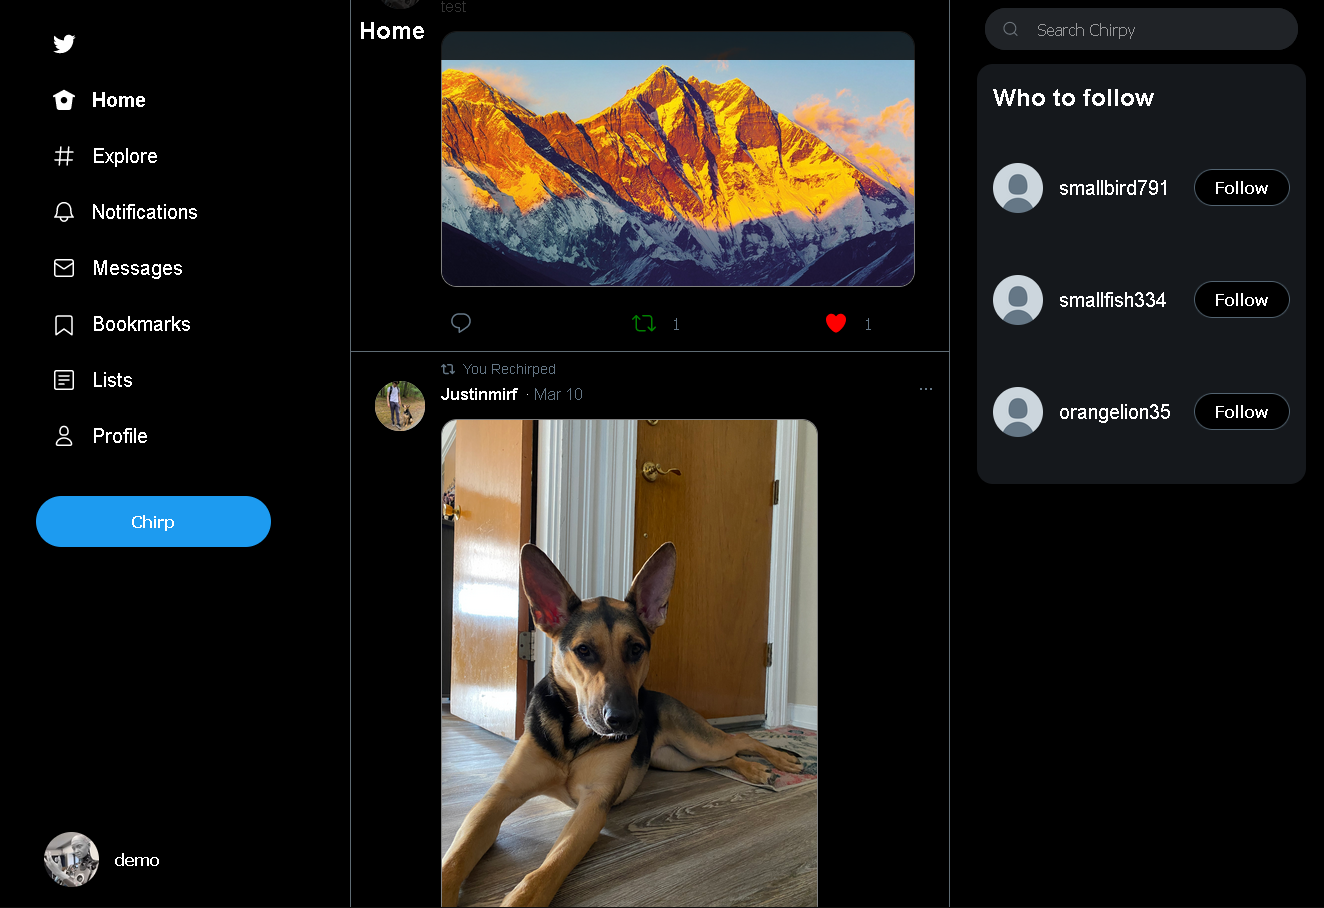 Home
Explore
Notifications
Messages
Bookmarks
Lists
Profile
Chirp
demo
test
Home
1
1
You Rechirped
Justinmirf · Mar 10
Search Chirpy
Who to follow
smallbird791 Follow
smallfish334 Follow
orangelion35 Follow